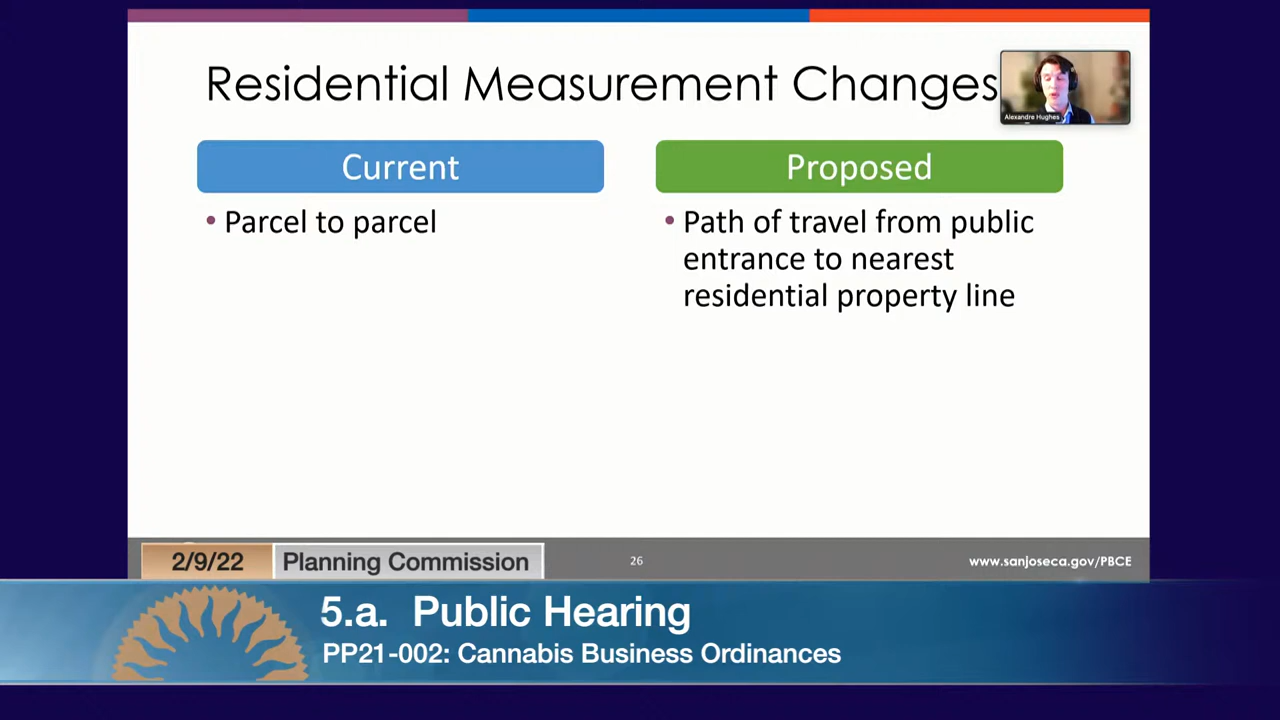 Residential Measurement Changes
Alexandre Hughes
Current
Proposed
• Parcel to parcel
• Path of travel from public
entrance to nearest
residential property line
2/9/22
Planning Commission
26
www.sanjoseca.gov/PBCE
5.a. Public Hearing
PP21-002: Cannabis Business Ordinances